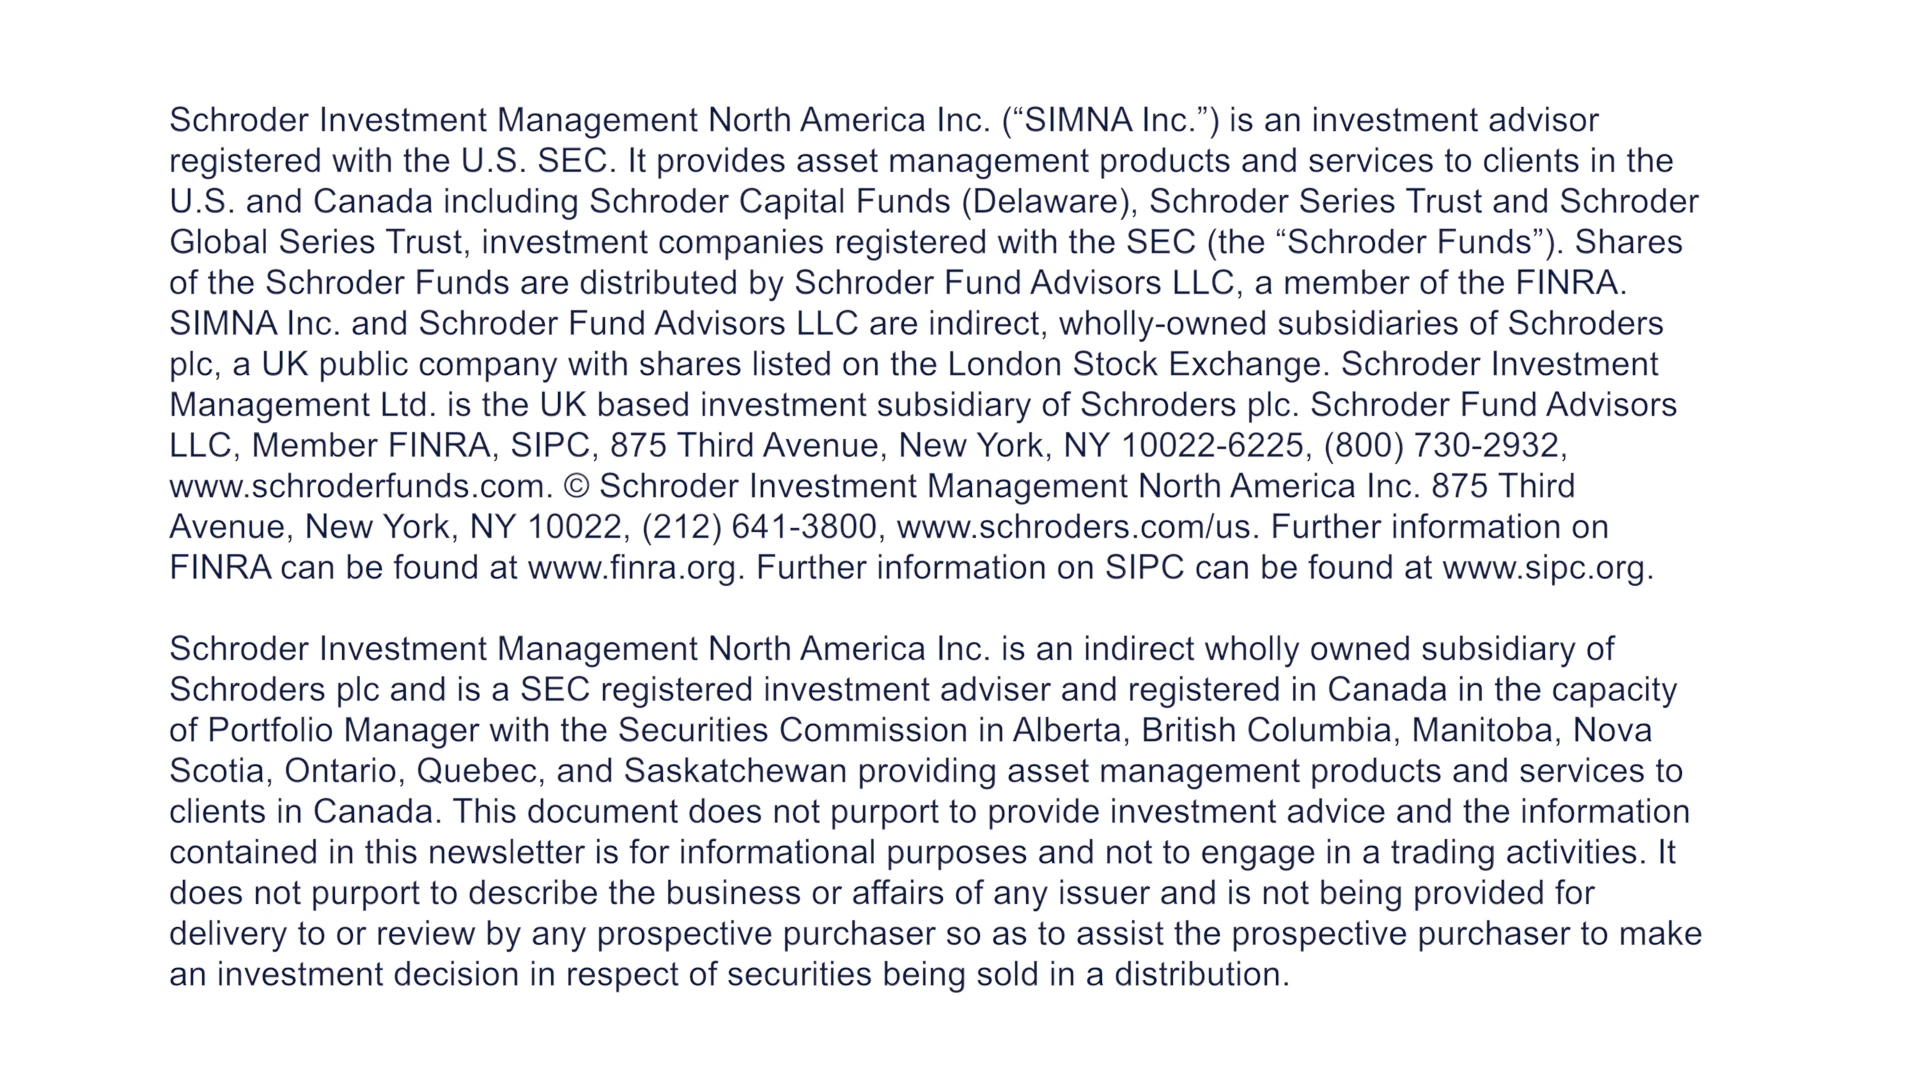 Schroder Investment Management North America Inc. (“SIMNA Inc.”) is an investment advisor
registered with the U.S. SEC. It provides asset management products and services to clients in the
U.S. and Canada including Schroder Capital Funds (Delaware), Schroder Series Trust and Schroder
Global Series Trust, investment companies registered with the SEC (the “Schroder Funds”). Shares
of the Schroder Funds are distributed by Schroder Fund Advisors LLC, a member of the FINRA.
SIMNA Inc. and Schroder Fund Advisors LLC are indirect, wholly-owned subsidiaries of Schroders
plc, a UK public company with shares listed on the London Stock Exchange. Schroder Investment
Management Ltd. is the UK based investment subsidiary of Schroders plc. Schroder Fund Advisors
LLC, Member FINRA, SIPC, 875 Third Avenue, New York, NY 10022-6225, (800) 730-2932,
www.schroderfunds.com. © Schroder Investment Management North America Inc. 875 Third
Avenue, New York, NY 10022, (212) 641-3800, www.schroders.com/us. Further information on
FINRA can be found at www.finra.org. Further information on SIPC can be found at www.sipc.org.
Schroder Investment Management North America Inc. is an indirect wholly owned subsidiary of
Schroders plc and is a SEC registered investment adviser and registered in Canada in the capacity
of Portfolio Manager with the Securities Commission in Alberta, British Columbia, Manitoba, Nova
Scotia, Ontario, Quebec, and Saskatchewan providing asset management products and services to
clients in Canada. This document does not purport to provide investment advice and the information
contained in this newsletter is for informational purposes and not to engage in a trading activities. It
does not purport to describe the business or affairs of any issuer and is not being provided for
delivery to or review by any prospective purchaser so as to assist the prospective purchaser to make
an investment decision in respect of securities being sold in a distribution.